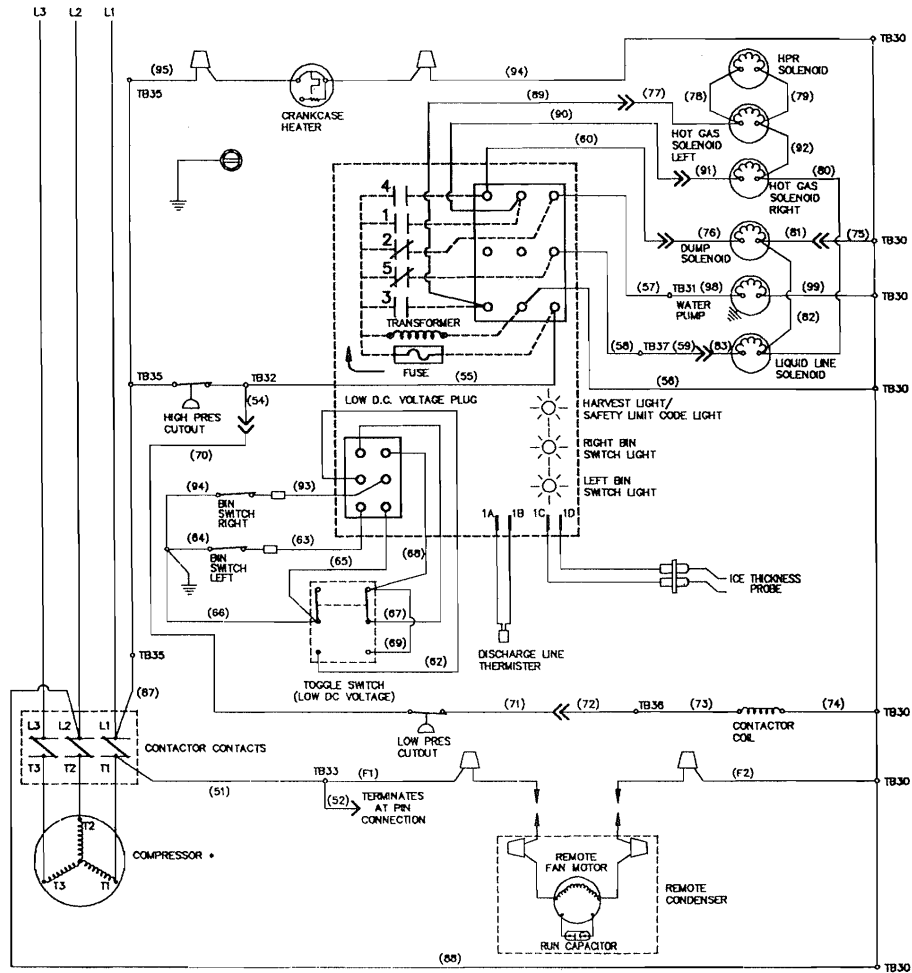 L3 L2 L1
TB30
(95) (94)
TB35
CRANKCASE
HEATER
HPR
SOLENOID
(89) (77) (78) (79)
(90)
HOT GAS
SOLENOID
LEFT
(92)
(60)
(91) (80)
HOT GAS
SOLENOID
RIGHT
4
1
2
5
3
(76) (81) (75)
TB30
DUMP
SOLENOID
(57) TB31 (98) (99)
TB30
WATER
PUMP
(82)
TRANSFORMER
FUSE
(58) TB37 (59) (83)
LIQUID LINE
SOLENOID
TB35 TB32 (55) (56)
TB30
HIGH PRES
CUTOUT
(54)
LOW D.C. VOLTAGE PLUG
HARVEST LIGHT/
SAFETY LIMIT CODE LIGHT
(70)
RIGHT BIN
SWITCH LIGHT
LEFT BIN
SWITCH LIGHT
(94) (93)
BIN
SWITCH
RIGHT
1A 1B 1C 1D
(64) (63)
BIN
SWITCH
LEFT
(65) (68)
ICE THICKNESS
PROBE
(66) (67)
(69)
(62)
DISCHARGE LINE
THERMISTER
TB35
TOGGLE SWITCH
(LOW DC VOLTAGE)
(87)
(71) (72) TB36 (73) (74)
TB30
LOW PRES
CUTOUT
CONTACTOR
COIL
L3 L2 L1
CONTACTOR CONTACTS
T3 T2 T1
(51) TB33 (F1) (F2)
TB30
(52) TERMINATES
AT PIN
CONNECTION
T2
COMPRESSOR
T3 T1
REMOTE
FAN MOTOR
REMOTE
CONDENSER
RUN CAPACITOR
(88)
TB30